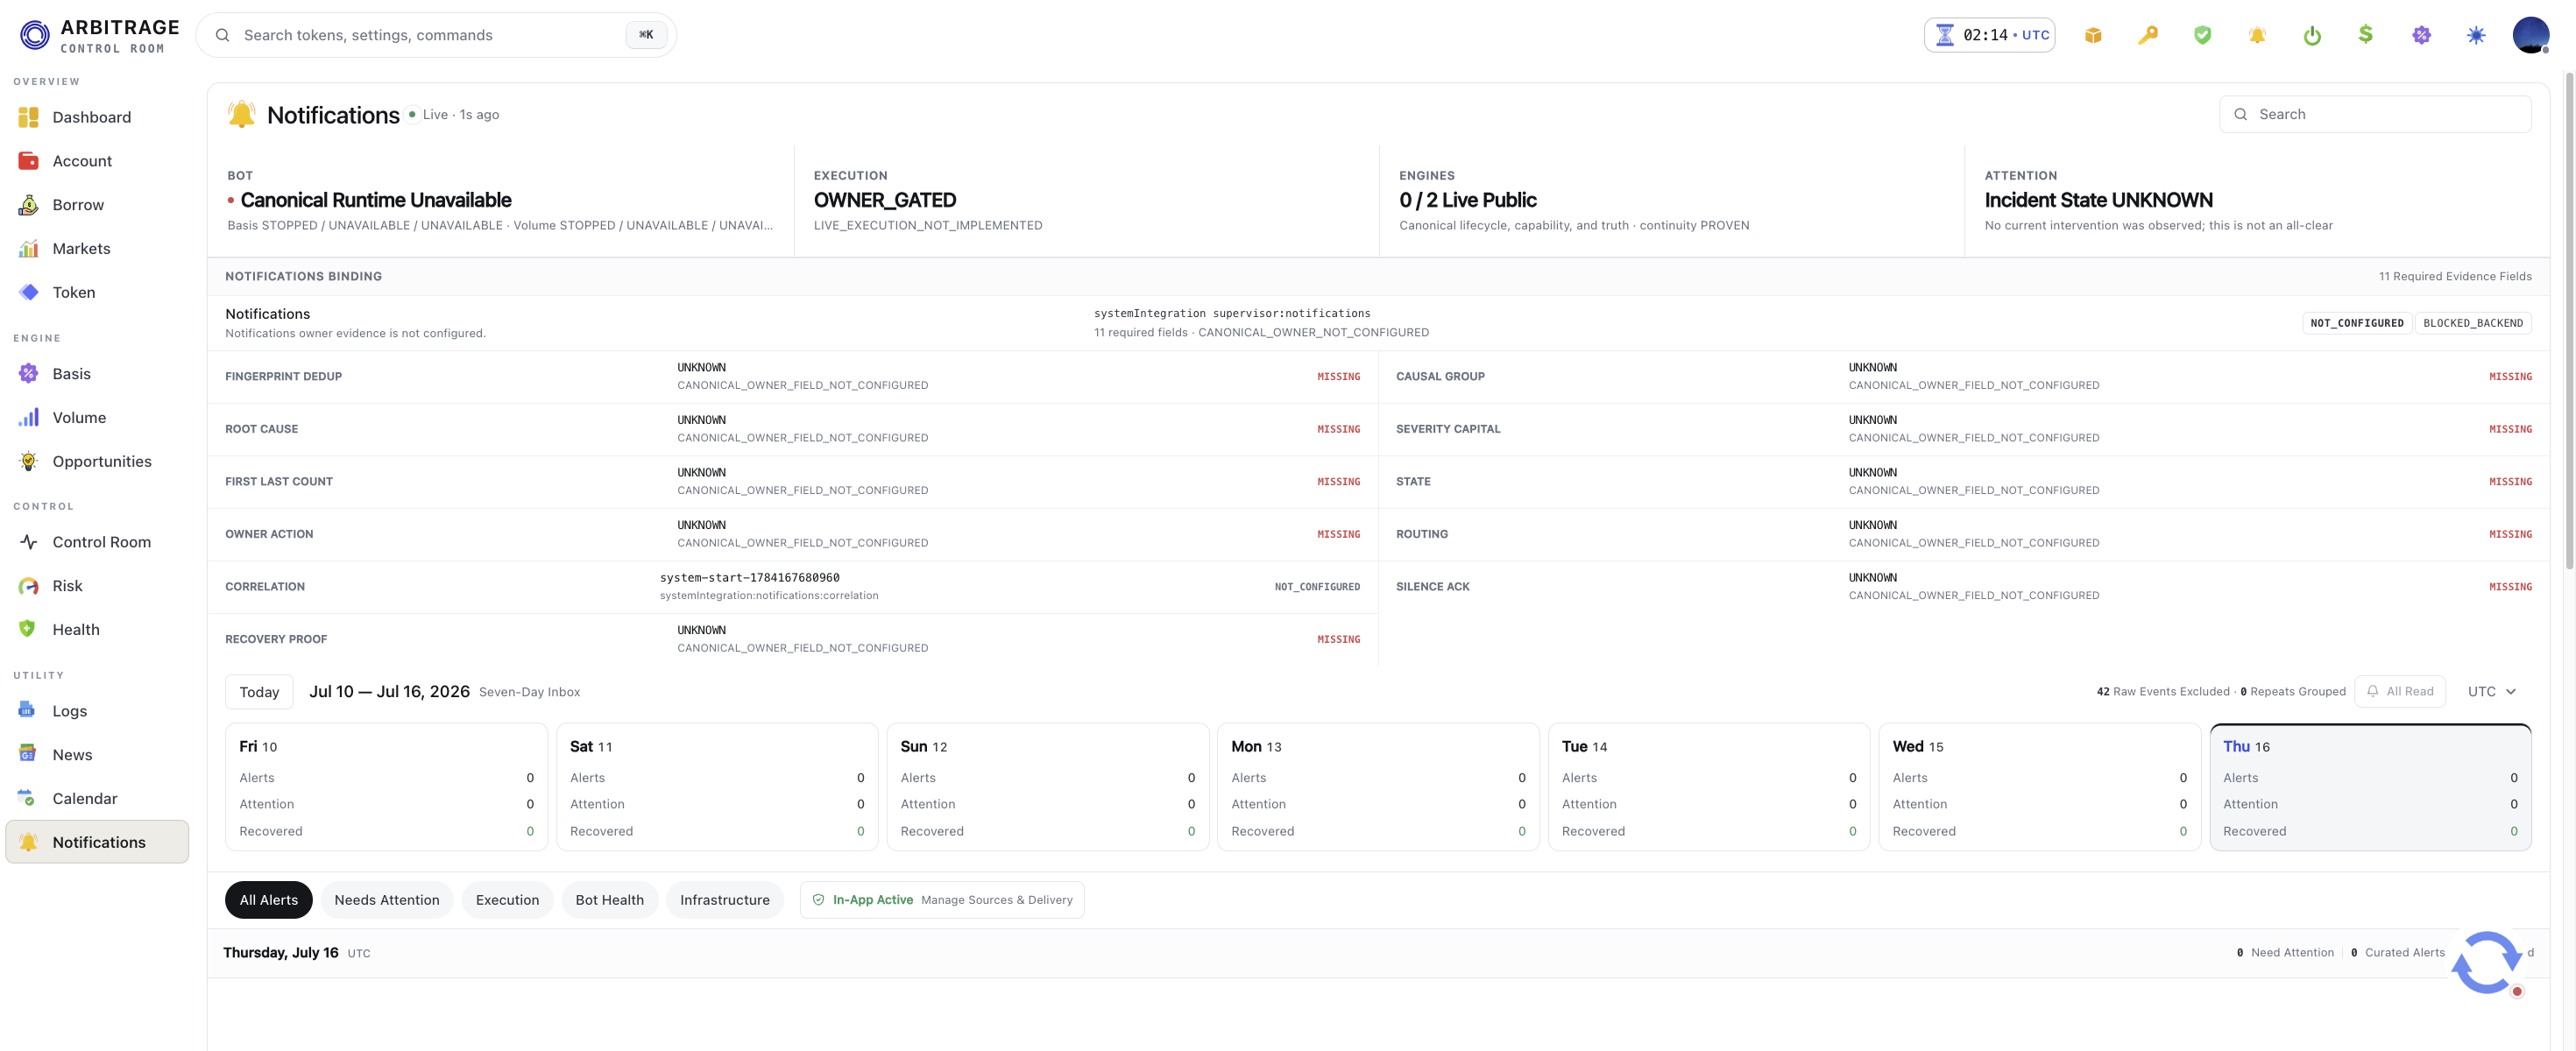 ARBITRAGE
CONTROL ROOM
Search tokens, settings, commands
⌘K
02:14 • UTC
OVERVIEW
Dashboard
Account
Borrow
Markets
Token
ENGINE
Basis
Volume
Opportunities
CONTROL
Control Room
Risk
Health
UTILITY
Logs
News
Calendar
Notifications
Notifications
Live · 1s ago
Search
BOT
Canonical Runtime Unavailable
Basis STOPPED / UNAVAILABLE / UNAVAILABLE · Volume STOPPED / UNAVAILABLE / UNAVAI...
EXECUTION
OWNER_GATED
LIVE_EXECUTION_NOT_IMPLEMENTED
ENGINES
0 / 2 Live Public
Canonical lifecycle, capability, and truth · continuity PROVEN
ATTENTION
Incident State UNKNOWN
No current intervention was observed; this is not an all-clear
NOTIFICATIONS BINDING
11 Required Evidence Fields
Notifications
Notifications owner evidence is not configured.
systemIntegration supervisor:notifications
11 required fields · CANONICAL_OWNER_NOT_CONFIGURED
NOT_CONFIGURED
BLOCKED_BACKEND
FINGERPRINT DEDUP
UNKNOWN
CANONICAL_OWNER_FIELD_NOT_CONFIGURED
MISSING
CAUSAL GROUP
UNKNOWN
CANONICAL_OWNER_FIELD_NOT_CONFIGURED
MISSING
ROOT CAUSE
UNKNOWN
CANONICAL_OWNER_FIELD_NOT_CONFIGURED
MISSING
SEVERITY CAPITAL
UNKNOWN
CANONICAL_OWNER_FIELD_NOT_CONFIGURED
MISSING
FIRST LAST COUNT
UNKNOWN
CANONICAL_OWNER_FIELD_NOT_CONFIGURED
MISSING
STATE
UNKNOWN
CANONICAL_OWNER_FIELD_NOT_CONFIGURED
MISSING
OWNER ACTION
UNKNOWN
CANONICAL_OWNER_FIELD_NOT_CONFIGURED
MISSING
ROUTING
UNKNOWN
CANONICAL_OWNER_FIELD_NOT_CONFIGURED
MISSING
CORRELATION
system-start-1784167680960
systemIntegration:notifications:correlation
NOT_CONFIGURED
SILENCE ACK
UNKNOWN
CANONICAL_OWNER_FIELD_NOT_CONFIGURED
MISSING
RECOVERY PROOF
UNKNOWN
CANONICAL_OWNER_FIELD_NOT_CONFIGURED
MISSING
Today
Jul 10 — Jul 16, 2026
Seven-Day Inbox
42 Raw Events Excluded · 0 Repeats Grouped
All Read
UTC
Fri 10
Alerts 0
Attention 0
Recovered 0
Sat 11
Alerts 0
Attention 0
Recovered 0
Sun 12
Alerts 0
Attention 0
Recovered 0
Mon 13
Alerts 0
Attention 0
Recovered 0
Tue 14
Alerts 0
Attention 0
Recovered 0
Wed 15
Alerts 0
Attention 0
Recovered 0
Thu 16
Alerts 0
Attention 0
Recovered 0
All Alerts
Needs Attention
Execution
Bot Health
Infrastructure
In-App Active Manage Sources & Delivery
Thursday, July 16 UTC
0 Need Attention
0 Curated Alerts